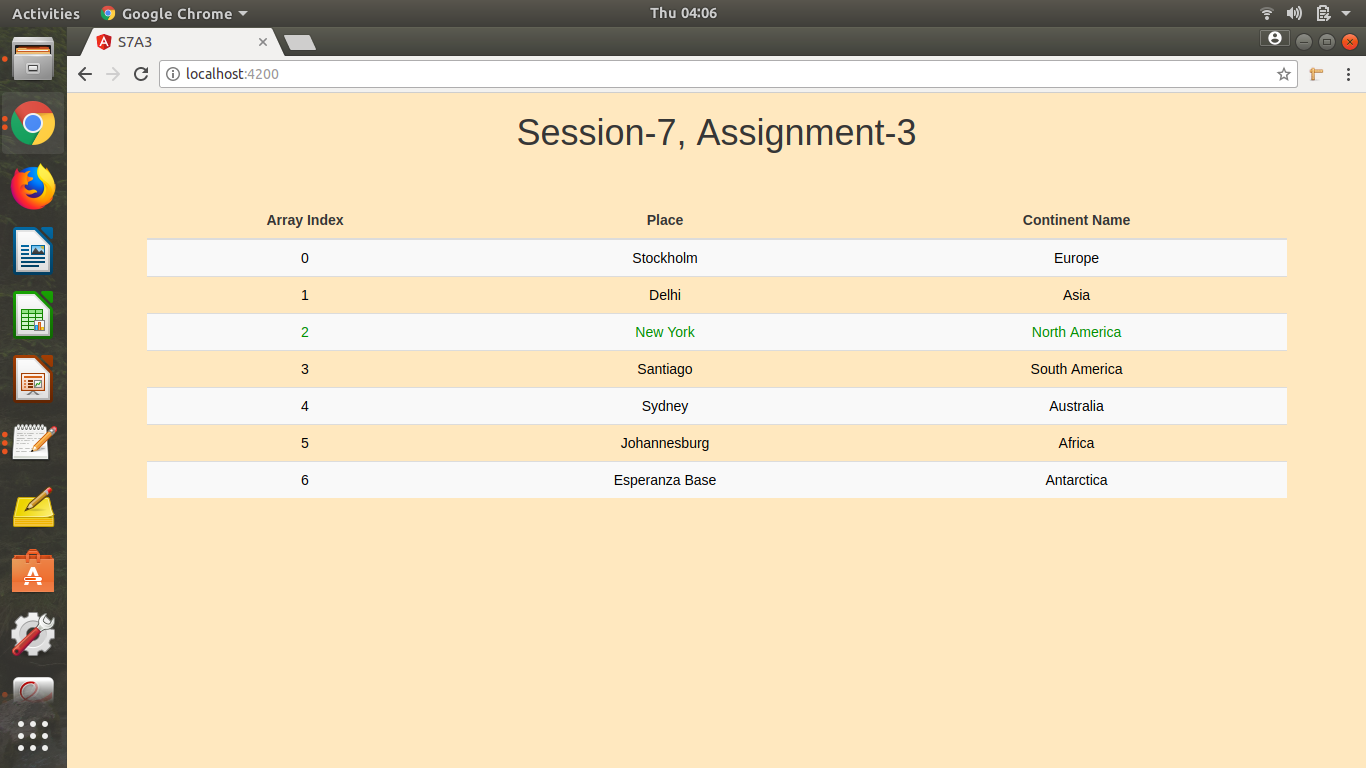 Activities Google Chrome Thu 04:06
S7A3
localhost:4200
Session-7, Assignment-3
Array Index Place Continent Name
0 Stockholm Europe
1 Delhi Asia
2 New York North America
3 Santiago South America
4 Sydney Australia
5 Johannesburg Africa
6 Esperanza Base Antarctica